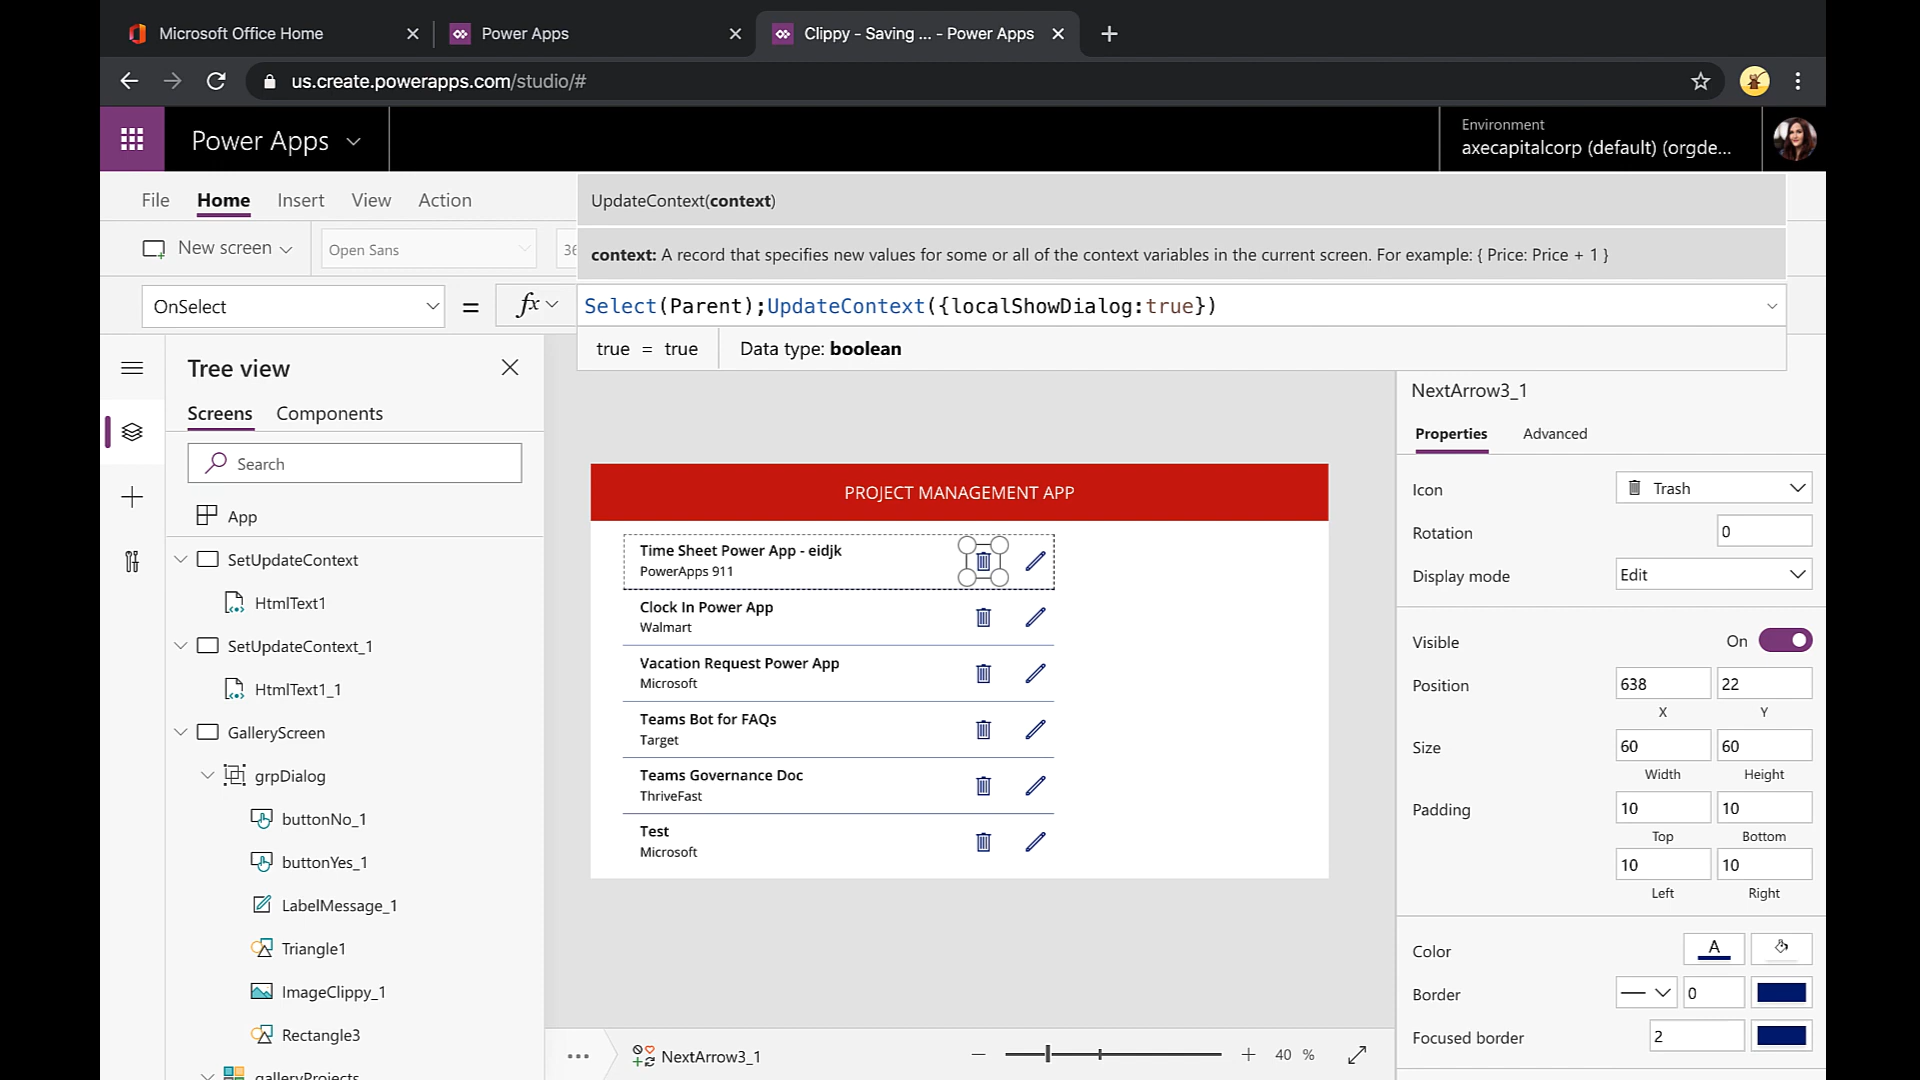 Microsoft Office Home
Power Apps
Clippy - Saving ... - Power Apps
us.create.powerapps.com/studio/#
Power Apps
Environment
axecapitalcorp (default) (orgde...
File
Home
Insert
View
Action
UpdateContext(context)
New screen
Open Sans
36
context: A record that specifies new values for some or all of the context variables in the current screen. For example: { Price: Price + 1 }
OnSelect
=
fx
Select(Parent);UpdateContext({localShowDialog:true})
true = true
Data type: boolean
Tree view
Screens
Components
Search
App
SetUpdateContext
HtmlText1
SetUpdateContext_1
HtmlText1_1
GalleryScreen
grpDialog
buttonNo_1
buttonYes_1
LabelMessage_1
Triangle1
ImageClippy_1
Rectangle3
galleryProjects
PROJECT MANAGEMENT APP
Time Sheet Power App - eidjk
PowerApps 911
Clock In Power App
Walmart
Vacation Request Power App
Microsoft
Teams Bot for FAQs
Target
Teams Governance Doc
ThriveFast
Test
Microsoft
NextArrow3_1
40 %
NextArrow3_1
Properties
Advanced
Icon
Trash
Rotation
0
Display mode
Edit
Visible
On
Position
638
22
X
Y
Size
60
60
Width
Height
Padding
10
10
Top
Bottom
10
10
Left
Right
Color
A
Border
0
Focused border
2